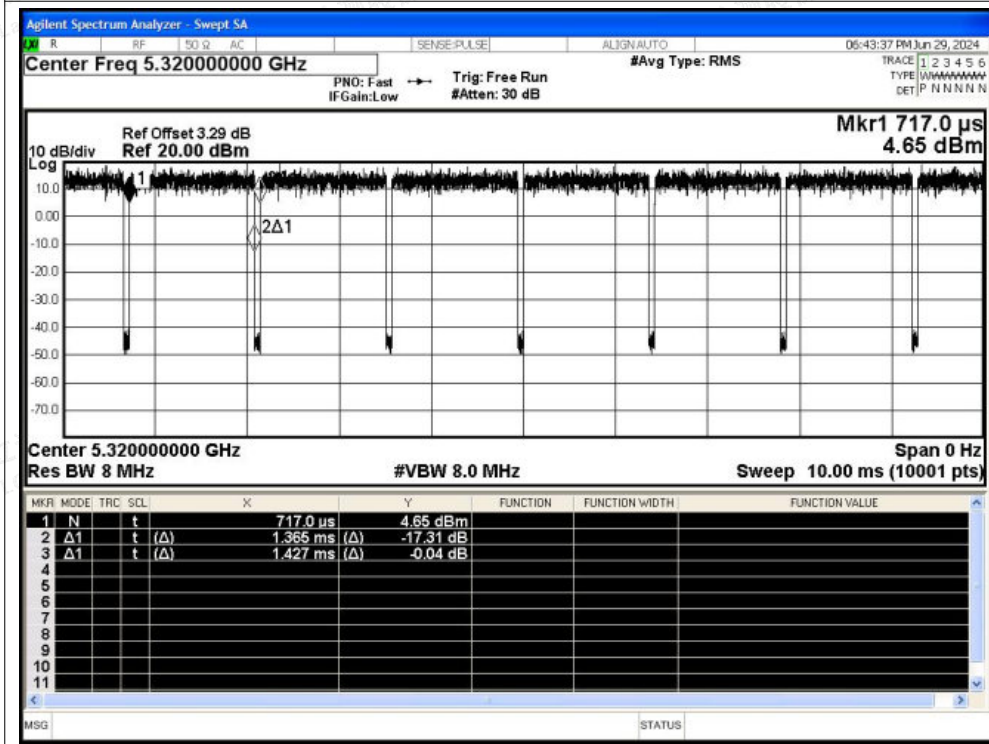 Agilent Spectrum Analyzer - Swept SA
LXI R RF 50 Ω AC SENSE:PULSE ALIGN AUTO 06:43:37 PM Jun 29, 2024
Center Freq 5.320000000 GHz #Avg Type: RMS TRACE 1 2 3 4 5 6
PNO: Fast Trig: Free Run TYPE WWWWWW
IFGain:Low #Atten: 30 dB DET P N N N N N
Mkr1 717.0 µs
Ref Offset 3.29 dB
10 dB/div Ref 20.00 dBm 4.65 dBm
Log
1
10.0
0.00
2Δ1
-10.0
-20.0
-30.0
-40.0
-50.0
-60.0
-70.0
Center 5.320000000 GHz Span 0 Hz
Res BW 8 MHz #VBW 8.0 MHz Sweep 10.00 ms (10001 pts)
MKR MODE TRC SCL X Y FUNCTION FUNCTION WIDTH FUNCTION VALUE
1 N t 717.0 µs 4.65 dBm
2 Δ1 t (Δ) 1.365 ms (Δ) -17.31 dB
3 Δ1 t (Δ) 1.427 ms (Δ) -0.04 dB
4
5
6
7
8
9
10
11
MSG STATUS